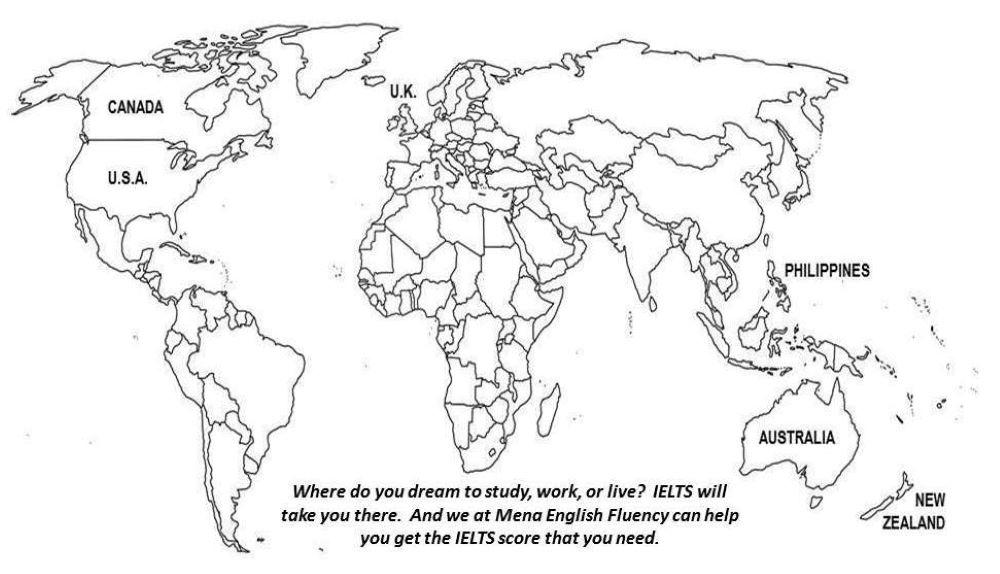 U.K.
CANADA
U.S.A.
PHILIPPINES
AUSTRALIA
Where do you dream to study, work, or live? IELTS will
take you there. And we at Mena English Fluency can help
you get the IELTS score that you need.
NEW
ZEALAND